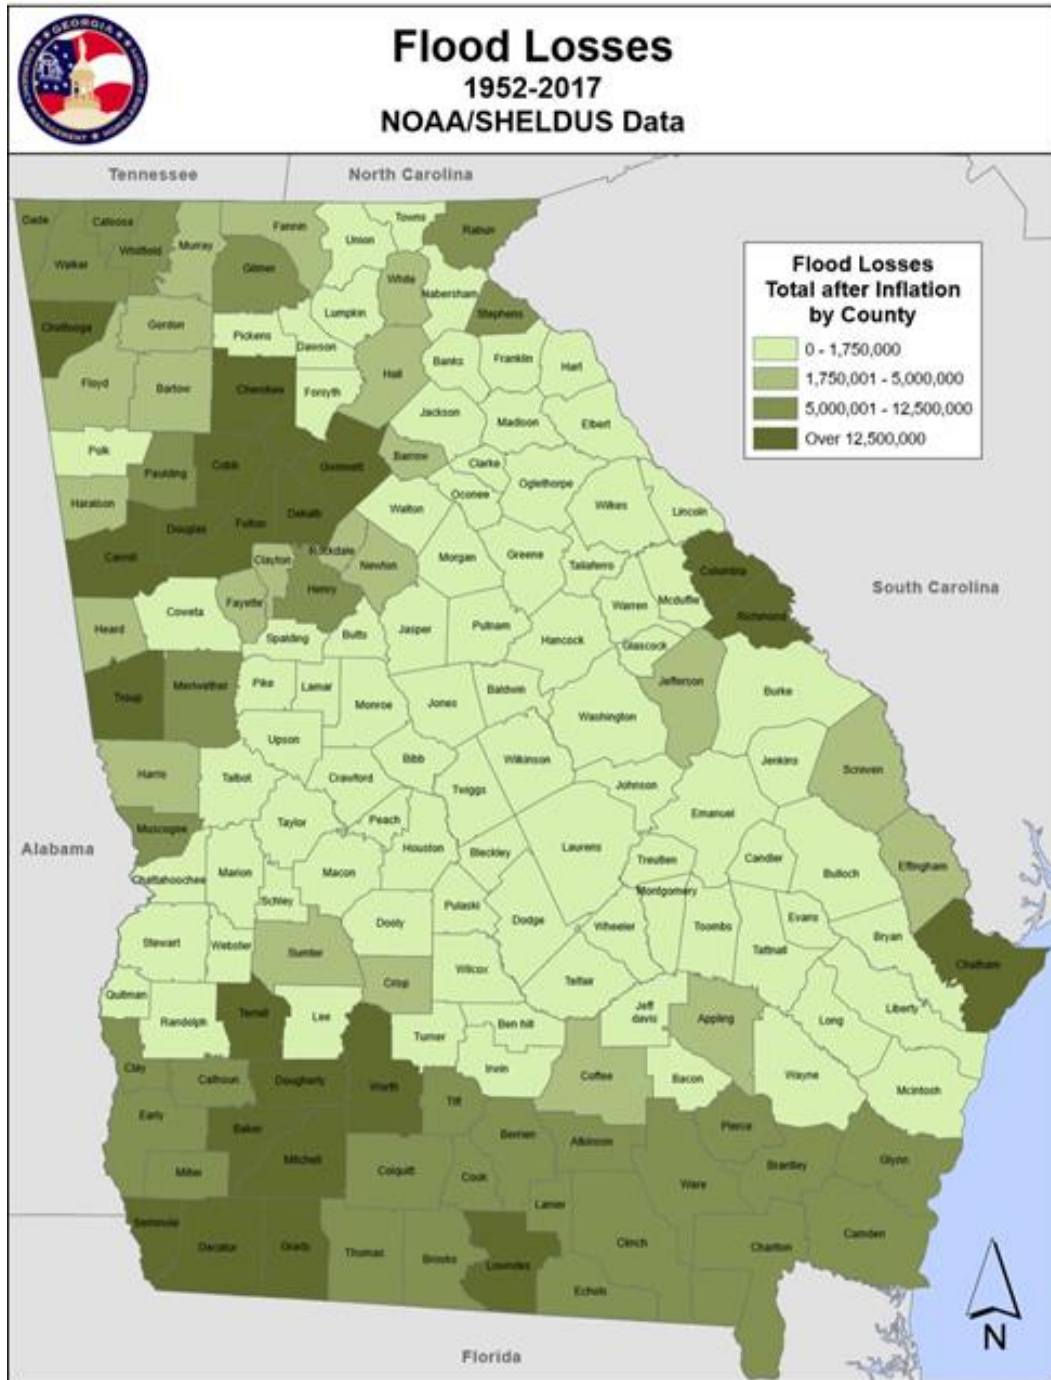 Flood Losses
1952-2017
NOAA/SHELDUS Data
GEORGIA
EMERGENCY MANAGEMENT
HOMELAND SECURITY
Tennessee
North Carolina
Flood Losses
Total after Inflation
by County
0 - 1,750,000
1,750,001 - 5,000,000
5,000,001 - 12,500,000
Over 12,500,000
Dade
Catoosa
Whitfield
Walker
Murray
Fannin
Gilmer
Union
Towns
Rabun
White
Habersham
Stephens
Lumpkin
Chattooga
Gordon
Pickens
Dawson
Banks
Franklin
Hart
Floyd
Bartow
Cherokee
Forsyth
Hall
Jackson
Madison
Elbert
Polk
Paulding
Cobb
Gwinnett
Barrow
Clarke
Oconee
Oglethorpe
Wilkes
Lincoln
Haralson
Douglas
Fulton
Dekalb
Walton
Carroll
Clayton
Rockdale
Newton
Morgan
Greene
Taliaferro
Columbia
South Carolina
Heard
Coweta
Fayette
Henry
Spalding
Butts
Jasper
Putnam
Hancock
Warren
Mcduffie
Richmond
Glascock
Troup
Meriwether
Pike
Lamar
Monroe
Jones
Baldwin
Washington
Jefferson
Burke
Harris
Talbot
Upson
Crawford
Bibb
Twiggs
Wilkinson
Johnson
Jenkins
Screven
Alabama
Muscogee
Taylor
Peach
Houston
Bleckley
Laurens
Treutlen
Emanuel
Candler
Bulloch
Effingham
Chattahoochee
Marion
Schley
Macon
Dooly
Pulaski
Dodge
Wheeler
Montgomery
Toombs
Tattnall
Evans
Bryan
Chatham
Stewart
Webster
Sumter
Crisp
Wilcox
Telfair
Jeff
davis
Appling
Long
Liberty
Quitman
Randolph
Terrell
Lee
Turner
Ben hill
Irvin
Coffee
Bacon
Wayne
Mcintosh
Clay
Calhoun
Dougherty
Worth
Tift
Early
Baker
Berrien
Atkinson
Pierce
Miller
Mitchell
Colquitt
Cook
Lanier
Ware
Brantley
Glynn
Seminole
Decatur
Grady
Thomas
Brooks
Lowndes
Clinch
Echols
Charlton
Camden
Florida
N